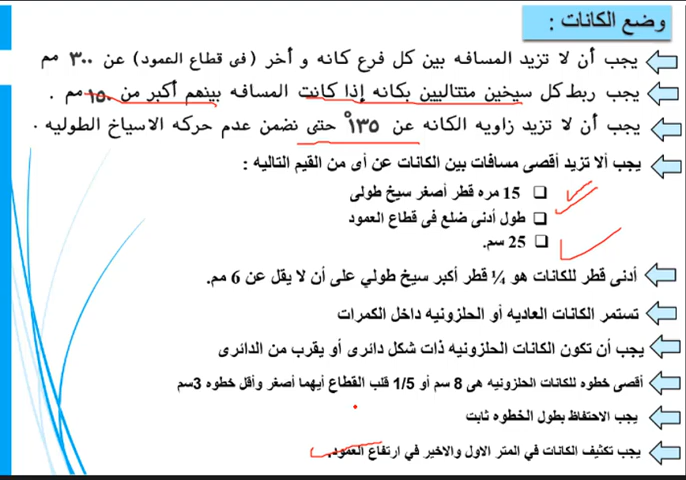 وضع الكانات :
يجب أن لا تزيد المسافه بين كل فرع كانه و أخر (فى قطاع العمود) عن ٣٠٠ مم
يجب ربط كل سيخين متتاليين بكانه إذا كانت المسافه بينهم أكبر من ١٥٠ مم .
يجب أن لا تزيد زاويه الكانه عن ١٣٥° حتى نضمن عدم حركه الاسياخ الطوليه .
يجب ألا تزيد أقصى مسافات بين الكانات عن أى من القيم التاليه :
15 مره قطر أصغر سيخ طولى
طول أدنى ضلع فى قطاع العمود
25 سم.
أدنى قطر للكانات هو ¼ قطر أكبر سيخ طولي على أن لا يقل عن 6 مم.
تستمر الكانات العاديه أو الحلزونيه داخل الكمرات
يجب أن تكون الكانات الحلزونيه ذات شكل دائرى أو يقرب من الدائرى
أقصى خطوه للكانات الحلزونيه هى 8 سم أو 1/5 قلب القطاع أيهما أصغر وأقل خطوه 3سم
يجب الاحتفاظ بطول الخطوه ثابت
يجب تكثيف الكانات في المتر الاول والاخير في ارتفاع العمود.